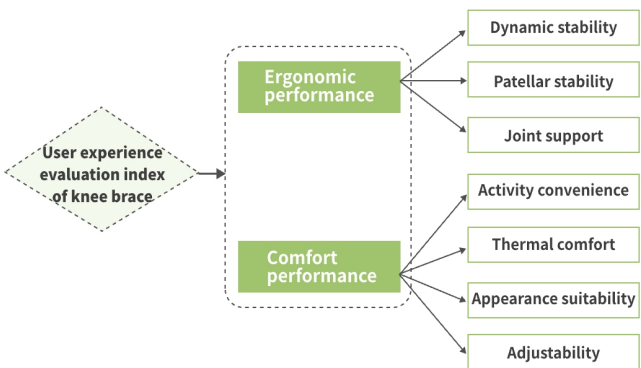 User experience
evaluation index
of knee brace
Ergonomic
performance
Comfort
performance
Dynamic stability
Patellar stability
Joint support
Activity convenience
Thermal comfort
Appearance suitability
Adjustability